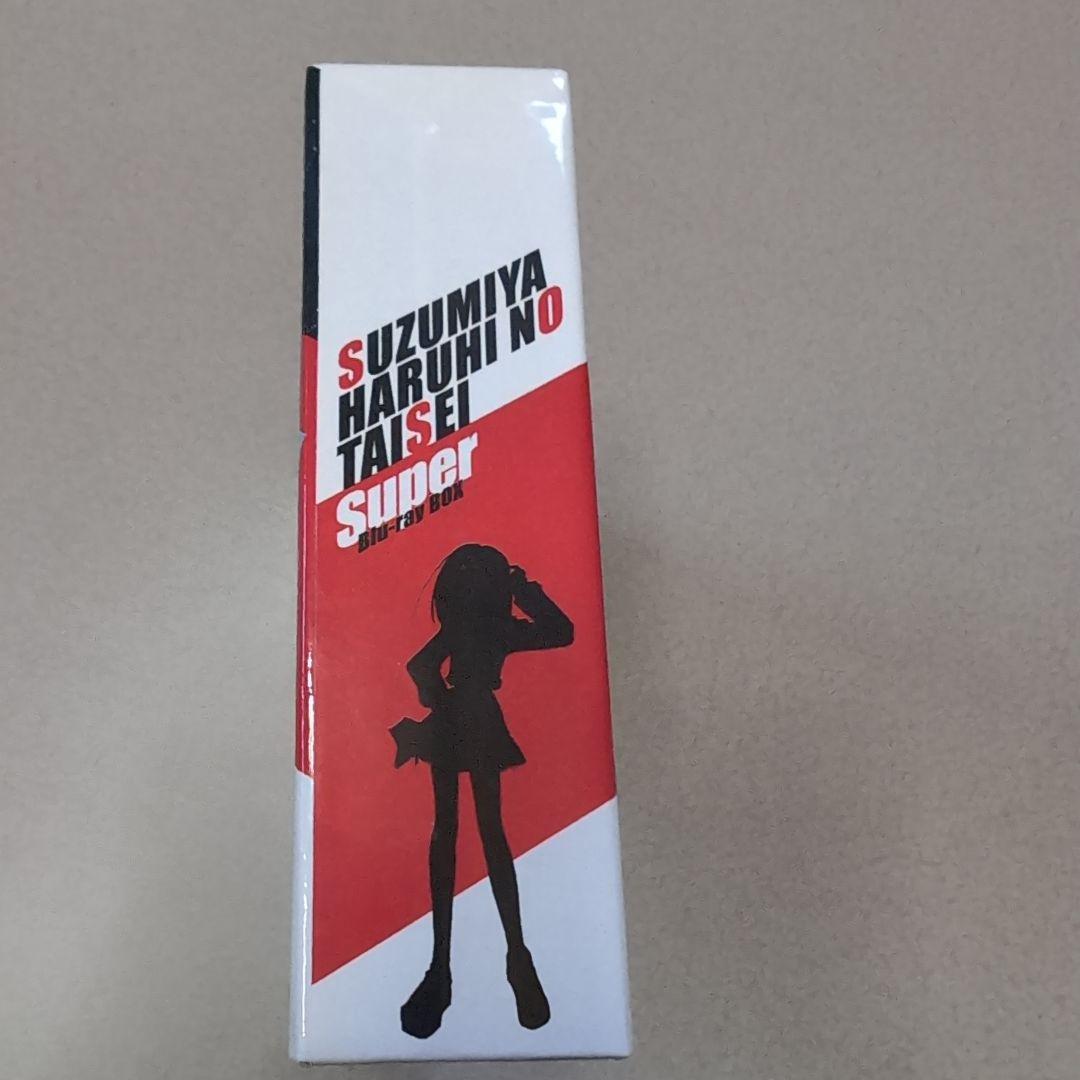 SUZUMIYA
HARUHI NO
TAISEI
Super
Blu-ray BOX